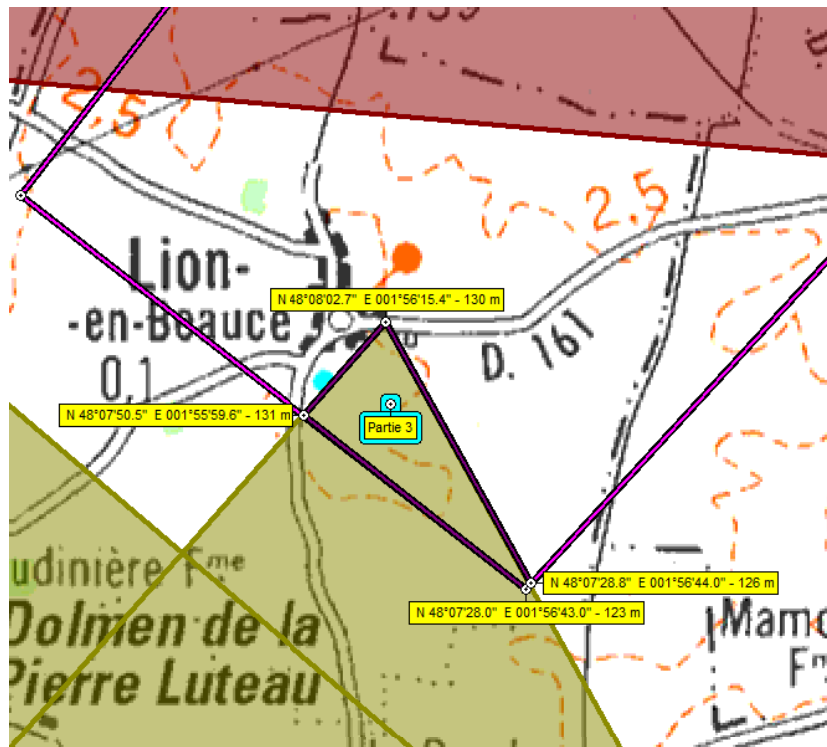 2,5
2,5
Lion-
-en-Beauce
0,1
N 48°08'02.7" E 001°56'15.4" - 130 m
D. 161
N 48°07'50.5" E 001°55'59.6" - 131 m
Partie 3
udinière Fme
N 48°07'28.8" E 001°56'44.0" - 126 m
N 48°07'28.0" E 001°56'43.0" - 123 m
Dolmen de la
Pierre Luteau
Mamo
Fm